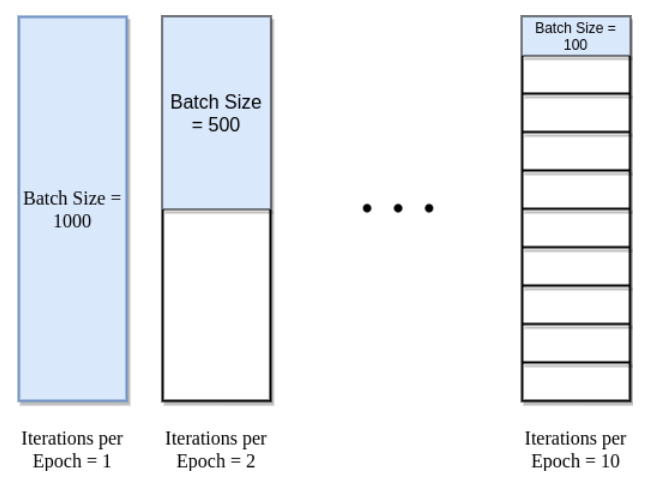 Batch Size =
1000
Batch Size
= 500
Batch Size =
100
Iterations per
Epoch = 1
Iterations per
Epoch = 2
Iterations per
Epoch = 10